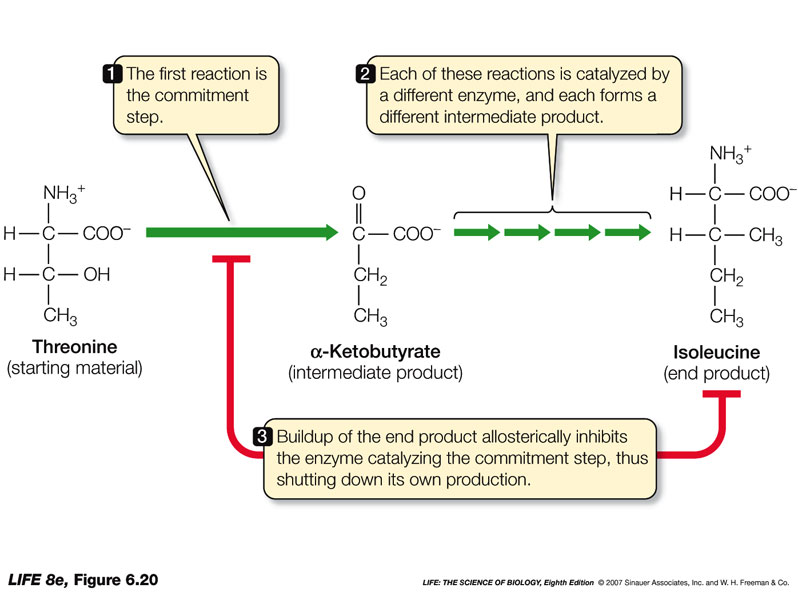 1 The first reaction is
the commitment
step.
2 Each of these reactions is catalyzed by
a different enzyme, and each forms a
different intermediate product.
NH₃⁺
H — C — COO⁻
H — C — OH
CH₃
Threonine
(starting material)
O
C — COO⁻
CH₂
CH₃
α-Ketobutyrate
(intermediate product)
NH₃⁺
H — C — COO⁻
H — C — CH₃
CH₂
CH₃
Isoleucine
(end product)
3 Buildup of the end product allosterically inhibits
the enzyme catalyzing the commitment step, thus
shutting down its own production.
LIFE 8e, Figure 6.20
LIFE: THE SCIENCE OF BIOLOGY, Eighth Edition © 2007 Sinauer Associates, Inc. and W. H. Freeman & Co.